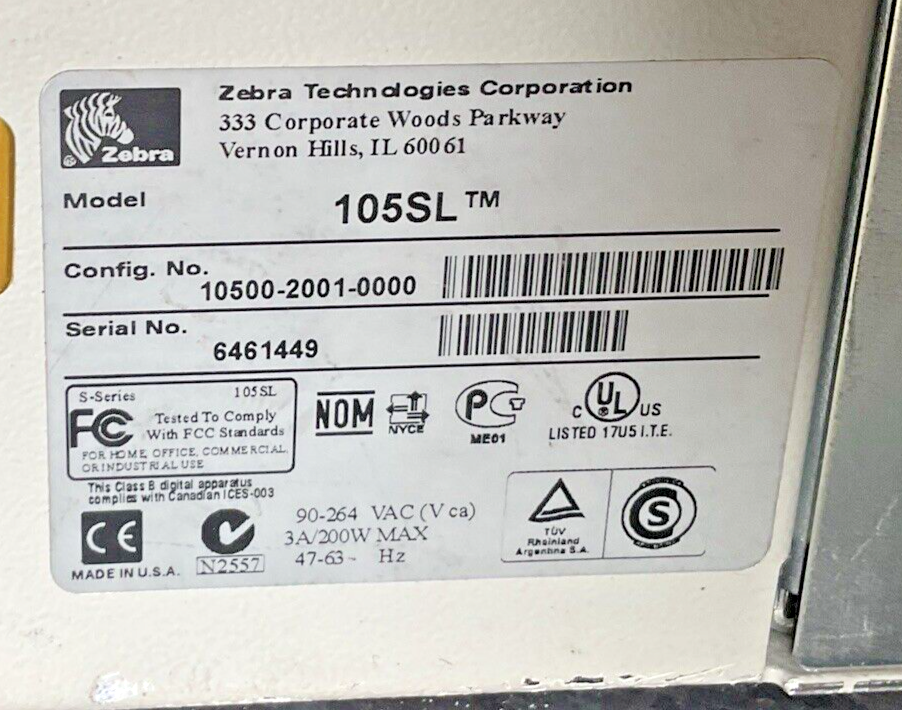 Zebra Technologies Corporation
333 Corporate Woods Parkway
Vernon Hills, IL 60061
® Zebra
Model
105SL™
Config. No.
10500-2001-0000
Serial No.
6461449
S-Series 105SL
FC Tested To Comply
With FCC Standards
FOR HOME, OFFICE, COMMERCIAL,
OR INDUSTRIAL USE
This Class B digital apparatus
complies with Canadian ICES-003
NOM
NYCE
PG
ME01
C UL US
LISTED 17U5 I.T.E.
CE
MADE IN U.S.A.
N2557
90-264 VAC (Vca)
3A/200W MAX
47-63~ Hz
TÜV
Rheinland
Argentina S.A.
S